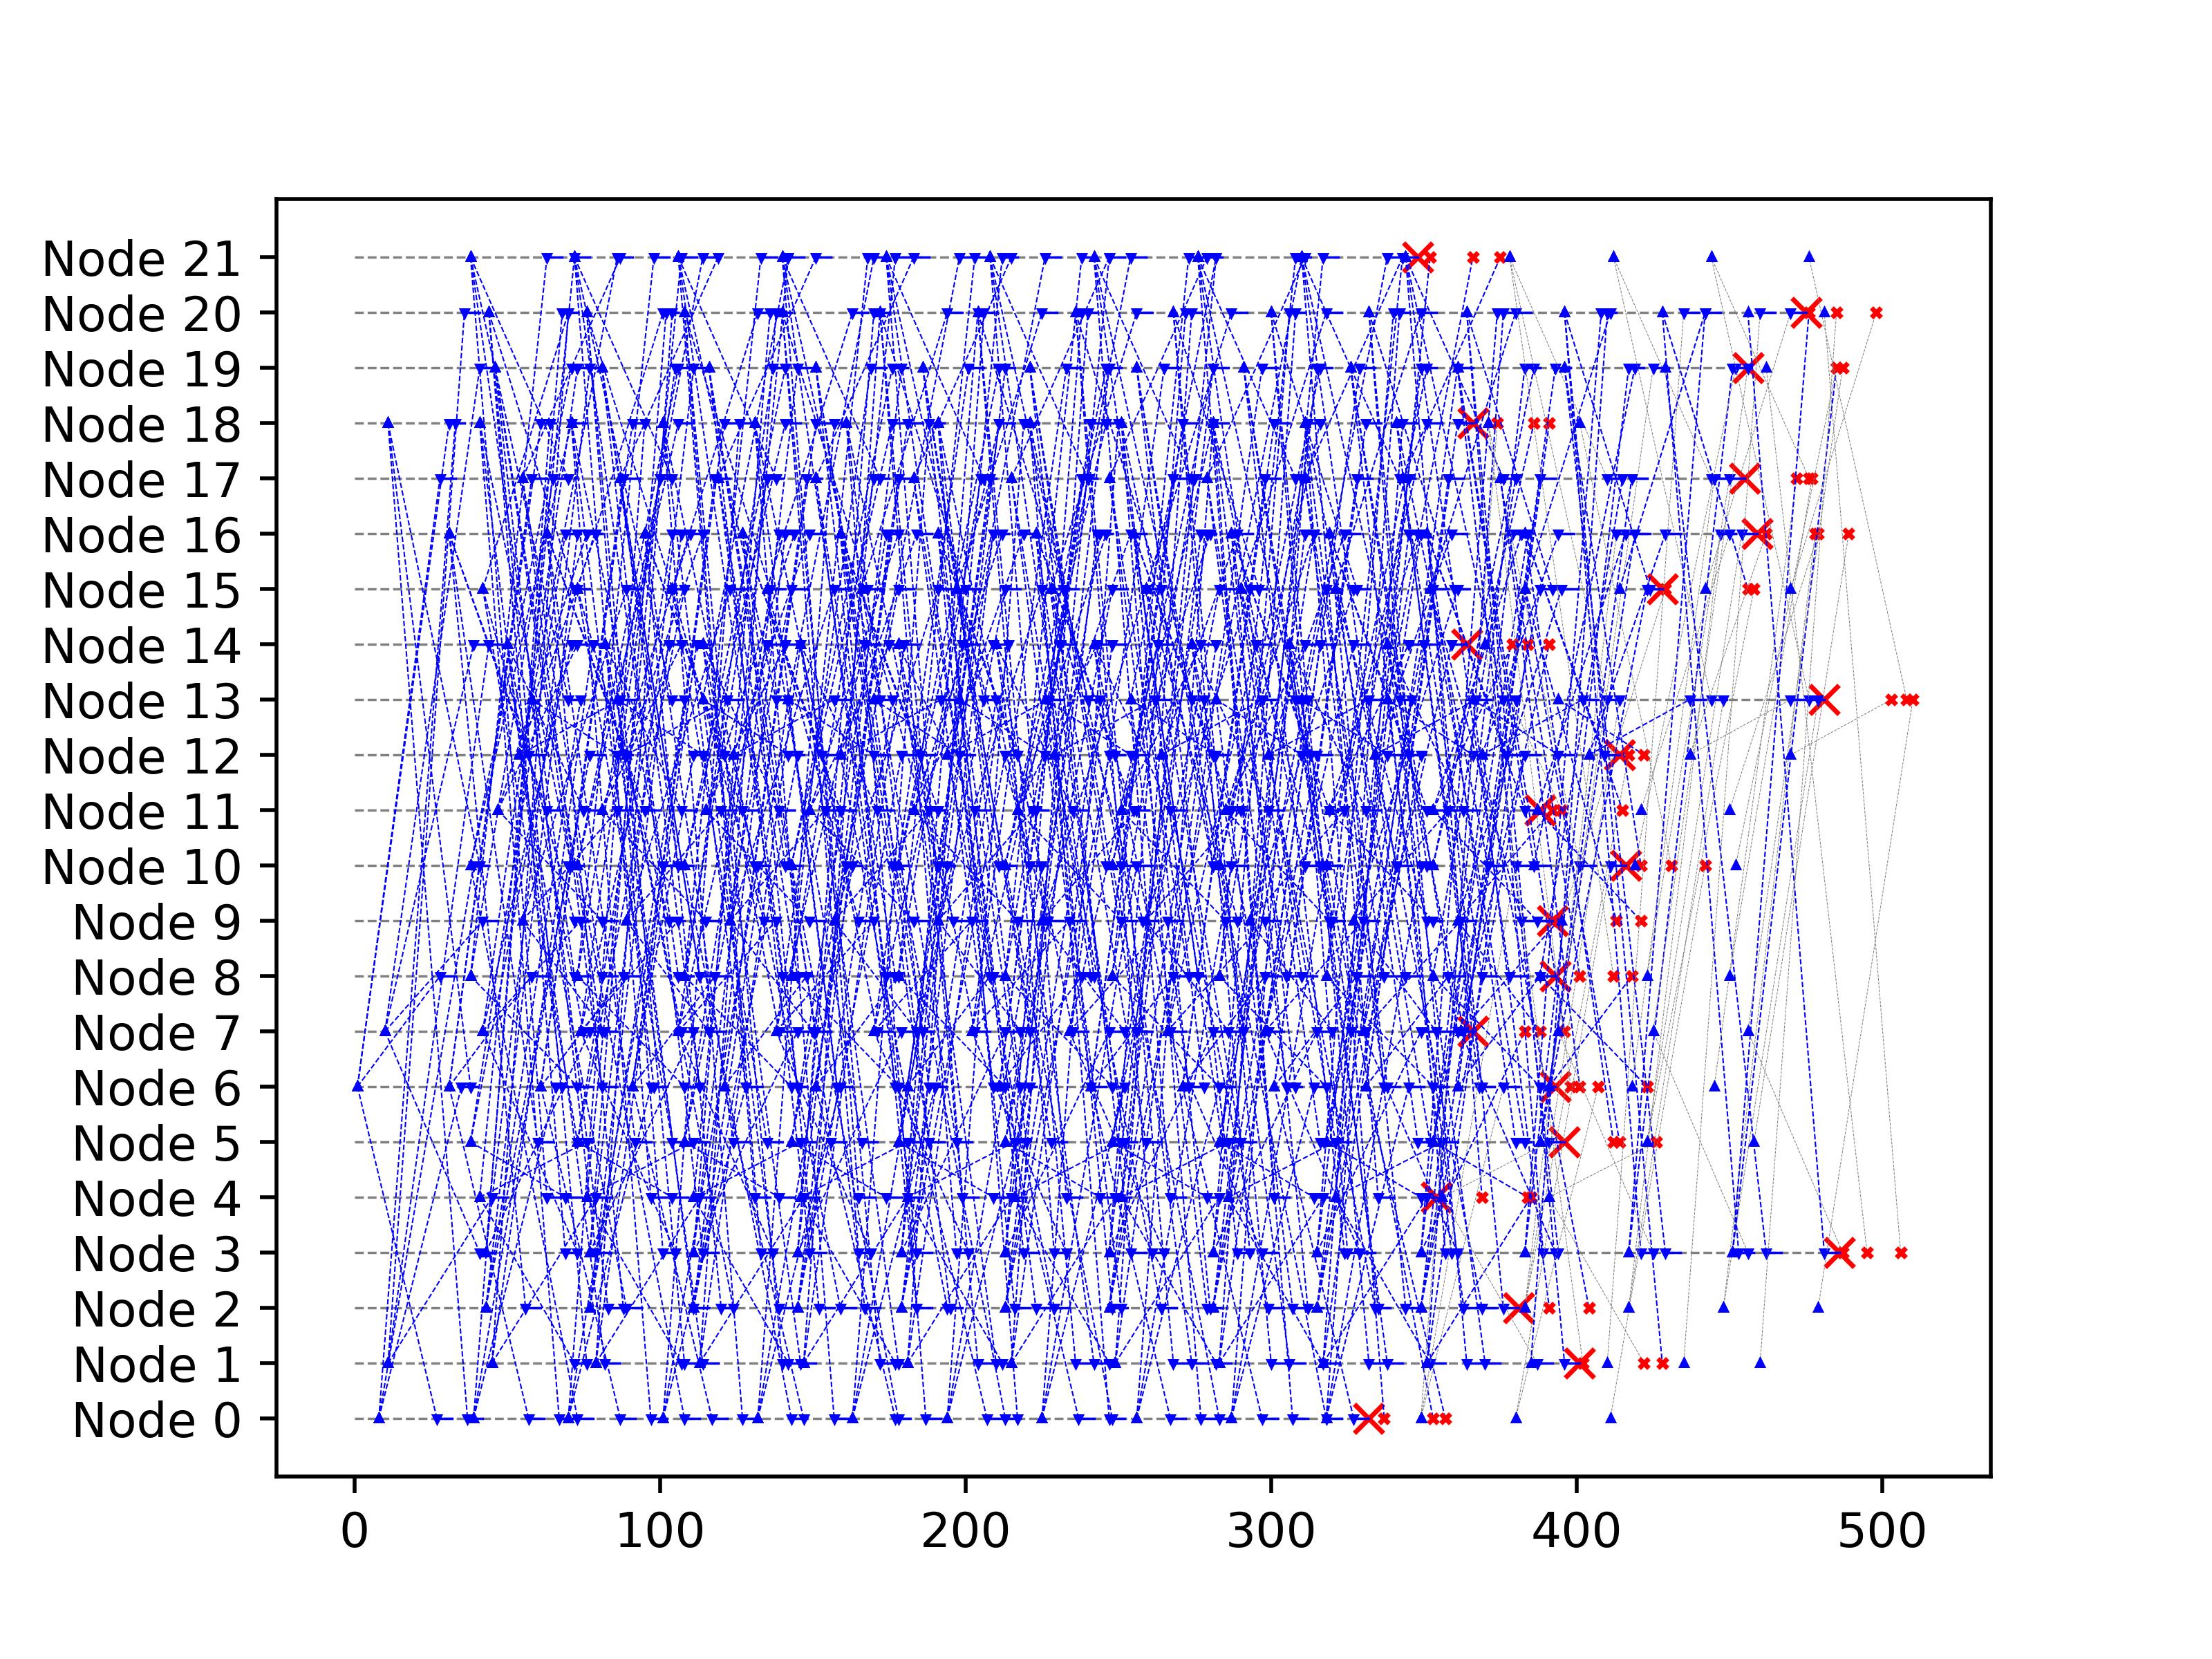 Node 21
Node 20
Node 19
Node 18
Node 17
Node 16
Node 15
Node 14
Node 13
Node 12
Node 11
Node 10
Node 9
Node 8
Node 7
Node 6
Node 5
Node 4
Node 3
Node 2
Node 1
Node 0
0 100 200 300 400 500